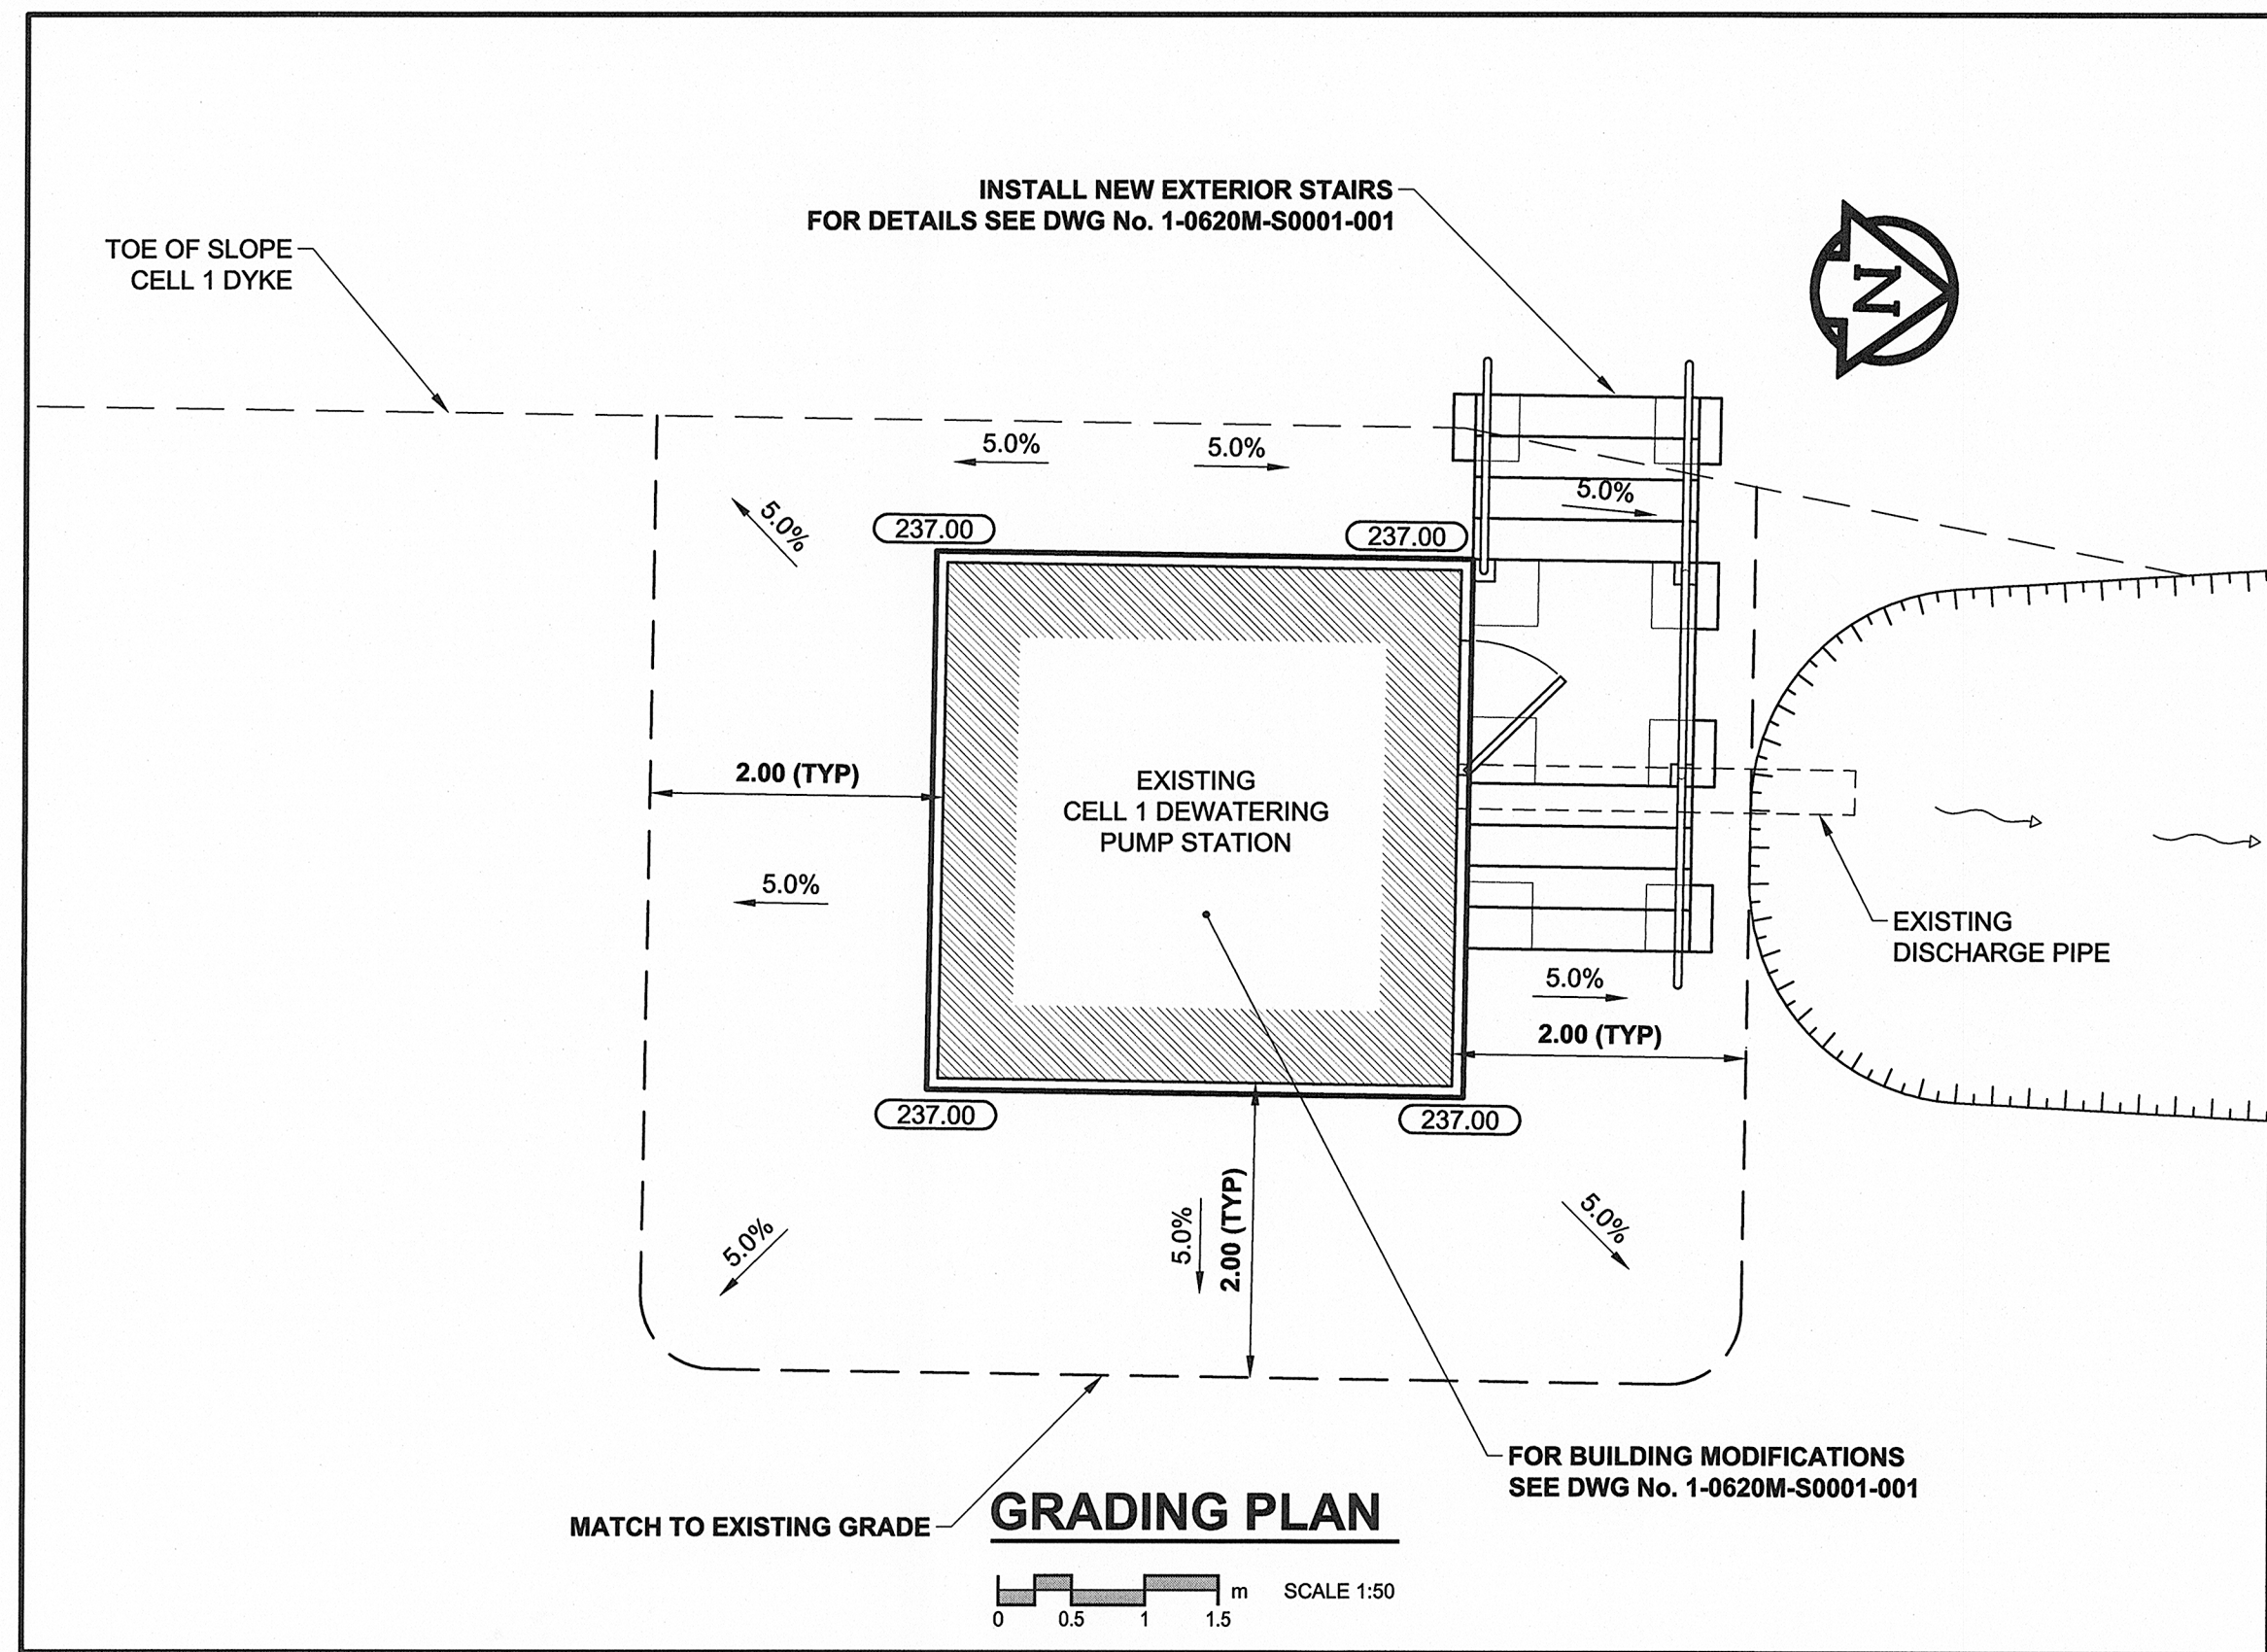 INSTALL NEW EXTERIOR STAIRS
FOR DETAILS SEE DWG No. 1-0620M-S0001-001
TOE OF SLOPE
CELL 1 DYKE
N
5.0%
5.0%
5.0%
5.0%
237.00
237.00
2.00 (TYP)
EXISTING
CELL 1 DEWATERING
PUMP STATION
5.0%
EXISTING
DISCHARGE PIPE
5.0%
2.00 (TYP)
237.00
237.00
5.0%
5.0%
2.00 (TYP)
5.0%
FOR BUILDING MODIFICATIONS
SEE DWG No. 1-0620M-S0001-001
MATCH TO EXISTING GRADE
GRADING PLAN
m
SCALE 1:50
0 0.5 1 1.5